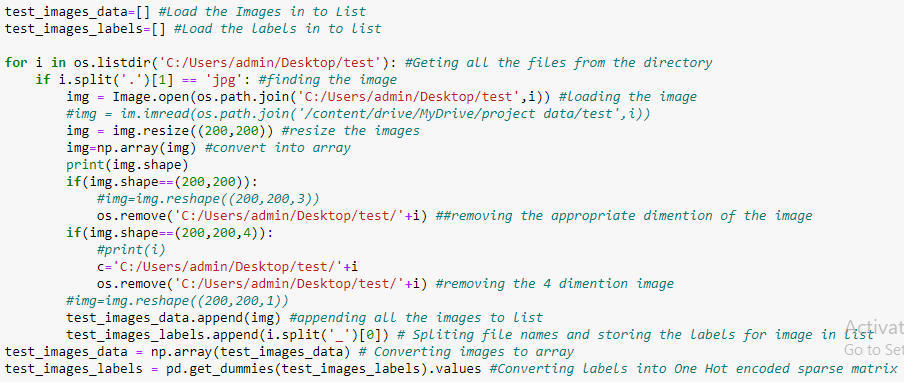 test_images_data=[] #Load the Images in to List
test_images_labels=[] #Load the labels in to list
for i in os.listdir('C:/Users/admin/Desktop/test'): #Geting all the files from the directory
    if i.split('.')[1] == 'jpg': #finding the image
        img = Image.open(os.path.join('C:/Users/admin/Desktop/test',i)) #loading the image
        #img = im.imread(os.path.join('/content/drive/MyDrive/project data/test',i))
        img = img.resize((200,200)) #resize the images
        img=np.array(img) #convert into array
        print(img.shape)
        if(img.shape==(200,200)):
            #img=img.reshape((200,200,3))
            os.remove('C:/Users/admin/Desktop/test/'+i) ##removing the appropriate dimention of the image
        if(img.shape==(200,200,4)):
            #print(i)
            c='C:/Users/admin/Desktop/test/'+i
            os.remove('C:/Users/admin/Desktop/test/'+i) #removing the 4 dimention image
        #img=img.reshape((200,200,1))
        test_images_data.append(img) #appending all the images to list
        test_images_labels.append(i.split('_')[0]) # Splitting file names and storing the labels for image in list
test_images_data = np.array(test_images_data) # Converting images to array
test_images_labels = pd.get_dummies(test_images_labels).values #Converting labels into One Hot encoded sparse matrix
Activat
Go to Set